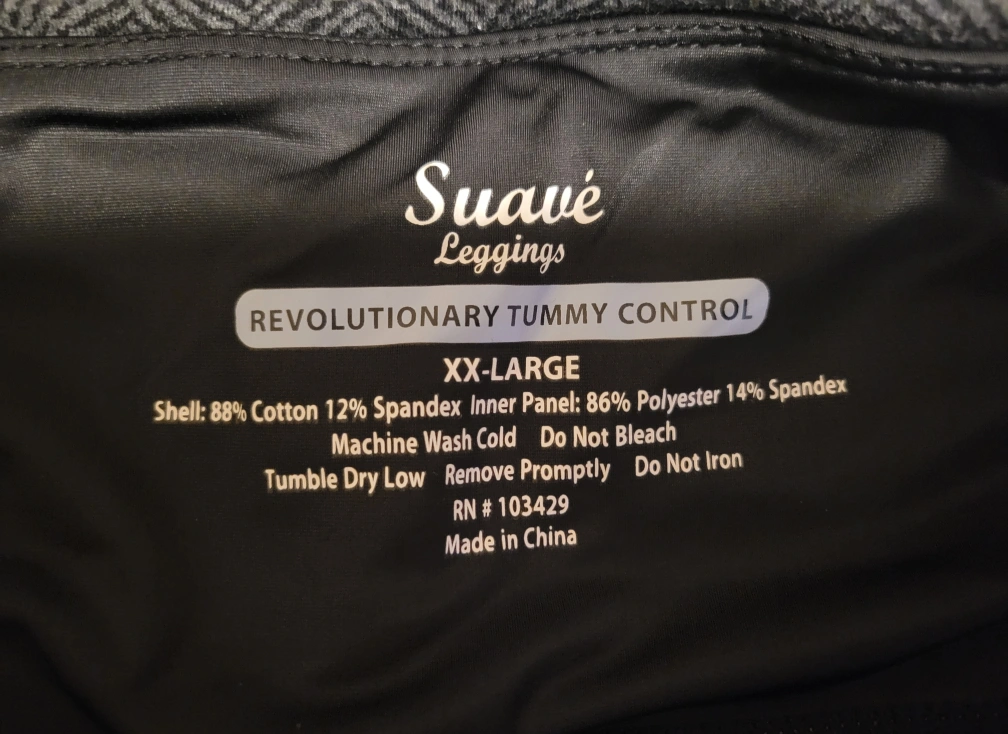 Suavé
Leggings
REVOLUTIONARY TUMMY CONTROL
XX-LARGE
Shell: 88% Cotton 12% Spandex Inner Panel: 86% Polyester 14% Spandex
Machine Wash Cold Do Not Bleach
Tumble Dry Low Remove Promptly Do Not Iron
RN # 103429
Made in China